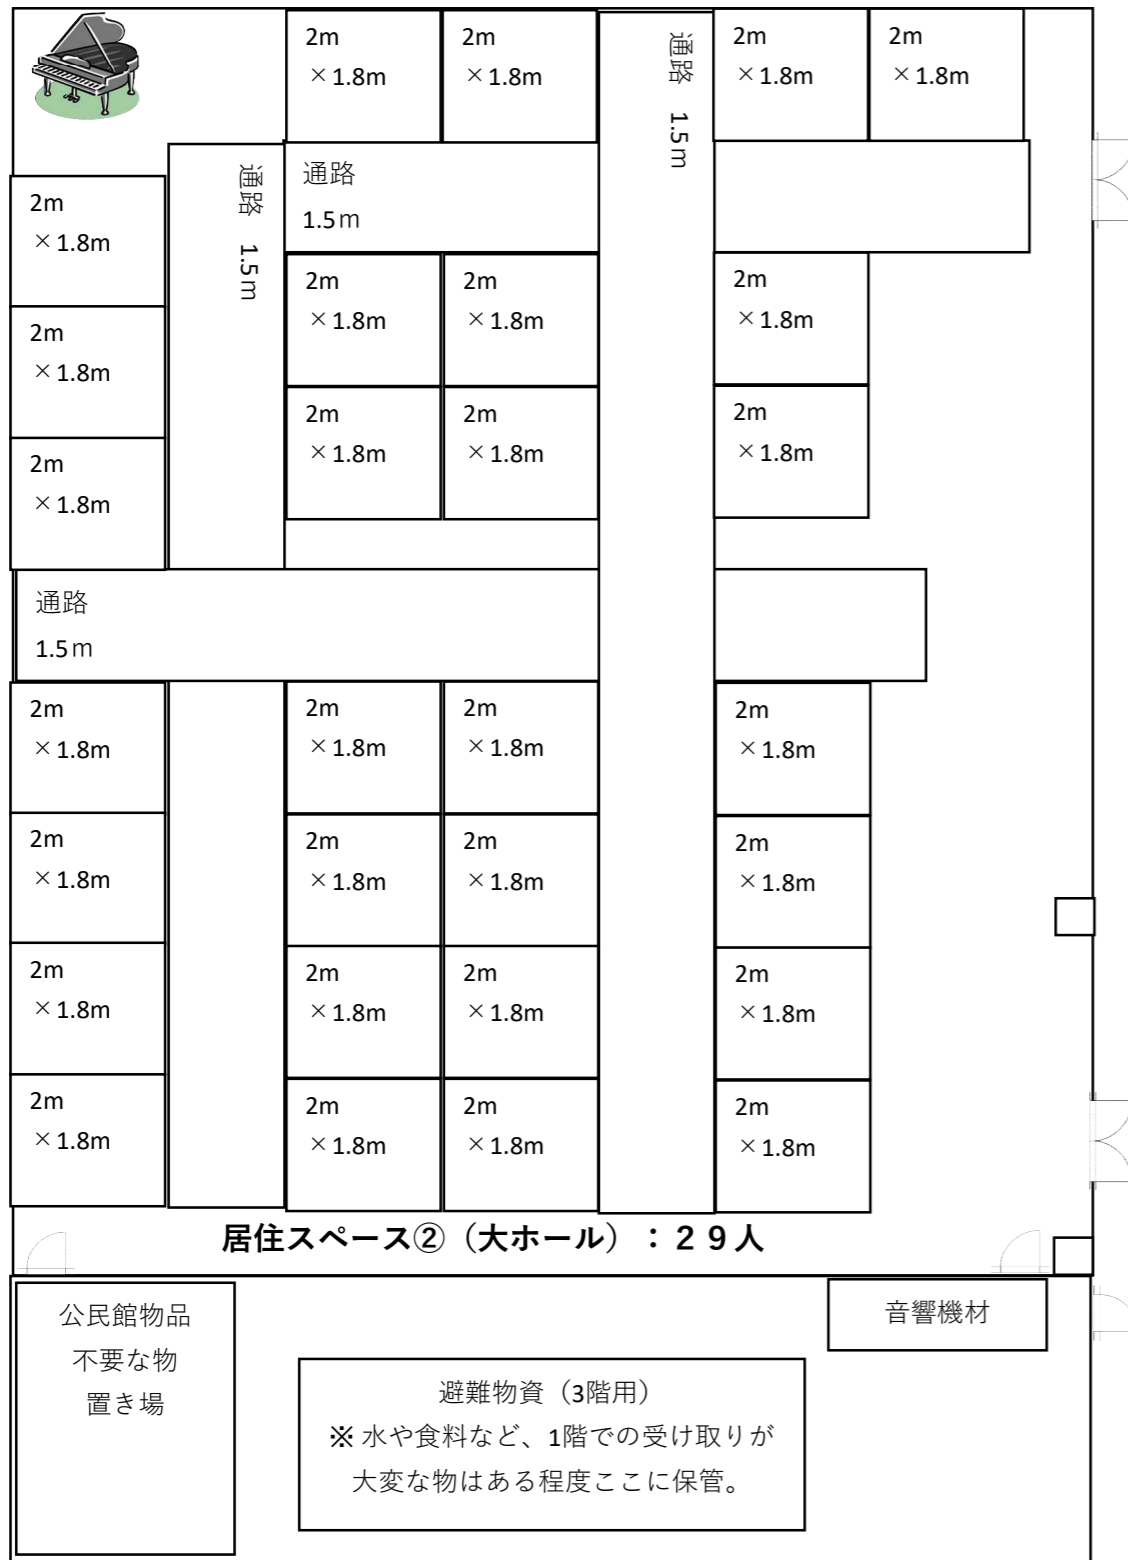 2m
×1.8m
2m
×1.8m
通路 1.5m
2m
×1.8m
2m
×1.8m
通路 1.5m
通路
1.5m
2m
×1.8m
2m
×1.8m
2m
×1.8m
2m
×1.8m
2m
×1.8m
2m
×1.8m
2m
×1.8m
2m
×1.8m
2m
×1.8m
通路
1.5m
2m
×1.8m
2m
×1.8m
2m
×1.8m
2m
×1.8m
2m
×1.8m
2m
×1.8m
2m
×1.8m
2m
×1.8m
2m
×1.8m
2m
×1.8m
2m
×1.8m
2m
×1.8m
2m
×1.8m
2m
×1.8m
2m
×1.8m
2m
×1.8m
居住スペース②（大ホール）：２９人
公民館物品
不要な物
置き場
音響機材
避難物資（3階用）
※ 水や食料など、1階での受け取りが
大変な物はある程度ここに保管。